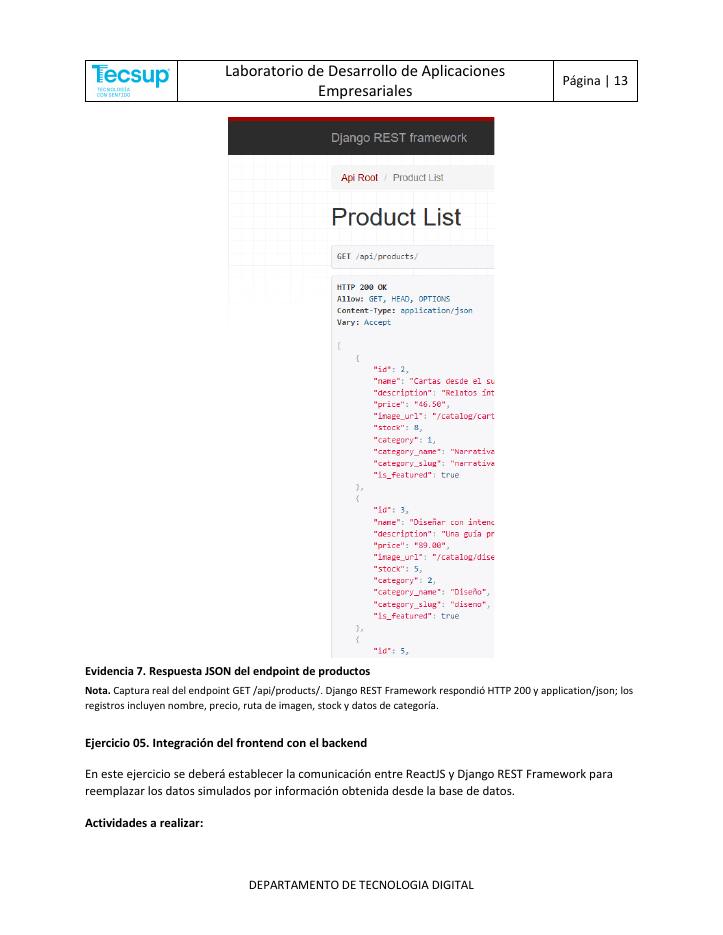 Tecsup
TECNOLOGÍA
CON SENTIDO
Laboratorio de Desarrollo de Aplicaciones
Empresariales
Página | 13
Django REST framework
Api Root / Product List
Product List
GET /api/products/
HTTP 200 OK
Allow: GET, HEAD, OPTIONS
Content-Type: application/json
Vary: Accept
[
{
"id": 2,
"name": "Cartas desde el su
"description": "Relatos ínt
"price": "46.50",
"image_url": "/catalog/cart
"stock": 8,
"category": 1,
"category_name": "Narrativa
"category_slug": "narrativa
"is_featured": true
},
{
"id": 3,
"name": "Diseñar con intenc
"description": "Una guía pr
"price": "89.00",
"image_url": "/catalog/dise
"stock": 5,
"category": 2,
"category_name": "Diseño",
"category_slug": "diseno",
"is_featured": true
},
{
"id": 5,
Evidencia 7. Respuesta JSON del endpoint de productos
Nota. Captura real del endpoint GET /api/products/. Django REST Framework respondió HTTP 200 y application/json; los
registros incluyen nombre, precio, ruta de imagen, stock y datos de categoría.
Ejercicio 05. Integración del frontend con el backend
En este ejercicio se deberá establecer la comunicación entre ReactJS y Django REST Framework para
reemplazar los datos simulados por información obtenida desde la base de datos.
Actividades a realizar:
DEPARTAMENTO DE TECNOLOGIA DIGITAL